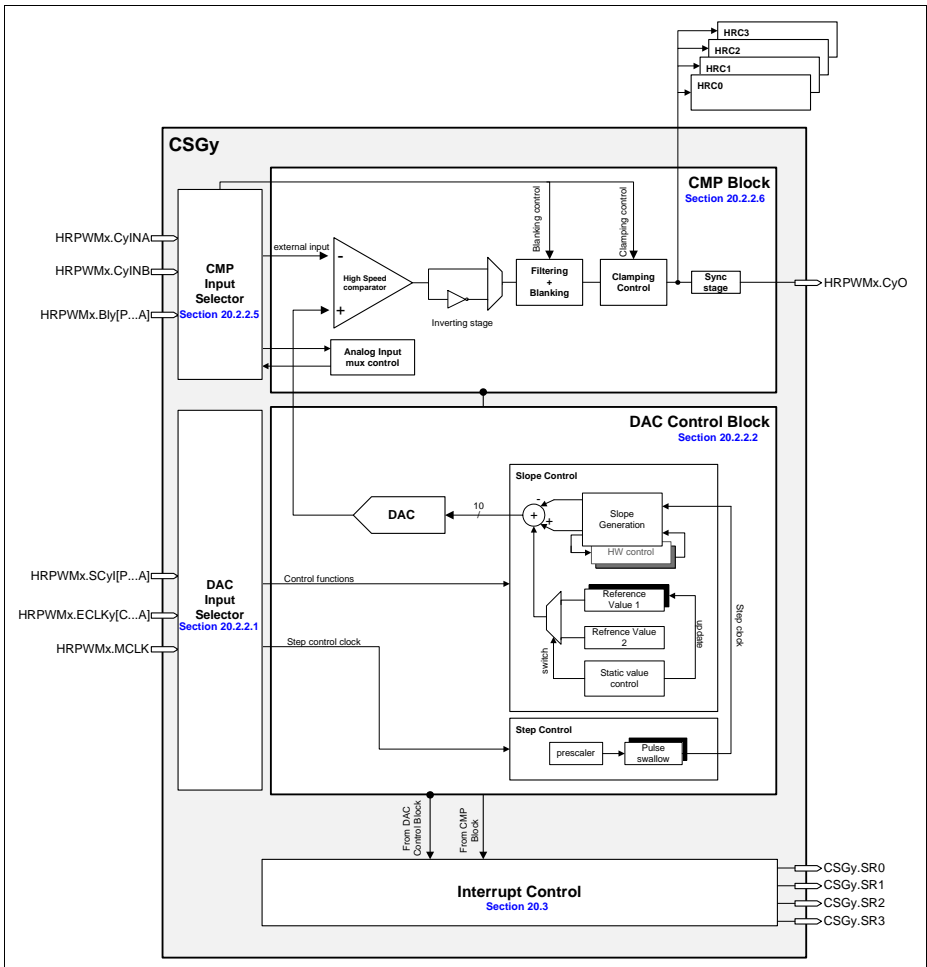 HRC3
HRC2
HRC1
HRC0
CSGy
CMP Block
Section 20.2.2.6
HRPWMx.CyINA
HRPWMx.CyINB
HRPWMx.BIy[P...A]
CMP
Input
Selector
Section 20.2.2.5
external input
-
+
High Speed
comparator
Inverting stage
Blanking control
Filtering
+
Blanking
Clamping control
Clamping
Control
Sync
stage
HRPWMx.CyO
Analog Input
mux control
DAC Control Block
Section 20.2.2.2
Slope Control
-
+
+
Slope
Generation
HW control
DAC
10
HRPWMx.SCyI[P...A]
HRPWMx.ECLKy[C...A]
HRPWMx.MCLK
DAC
Input
Selector
Section 20.2.2.1
Control functions
Step control clock
Reference
Value 1
Refrence Value
2
Static value
control
switch
update
Step clock
Step Control
prescaler
Pulse
swallow
From DAC
Control Block
From CMP
Block
Interrupt Control
Section 20.3
CSGy.SR0
CSGy.SR1
CSGy.SR2
CSGy.SR3